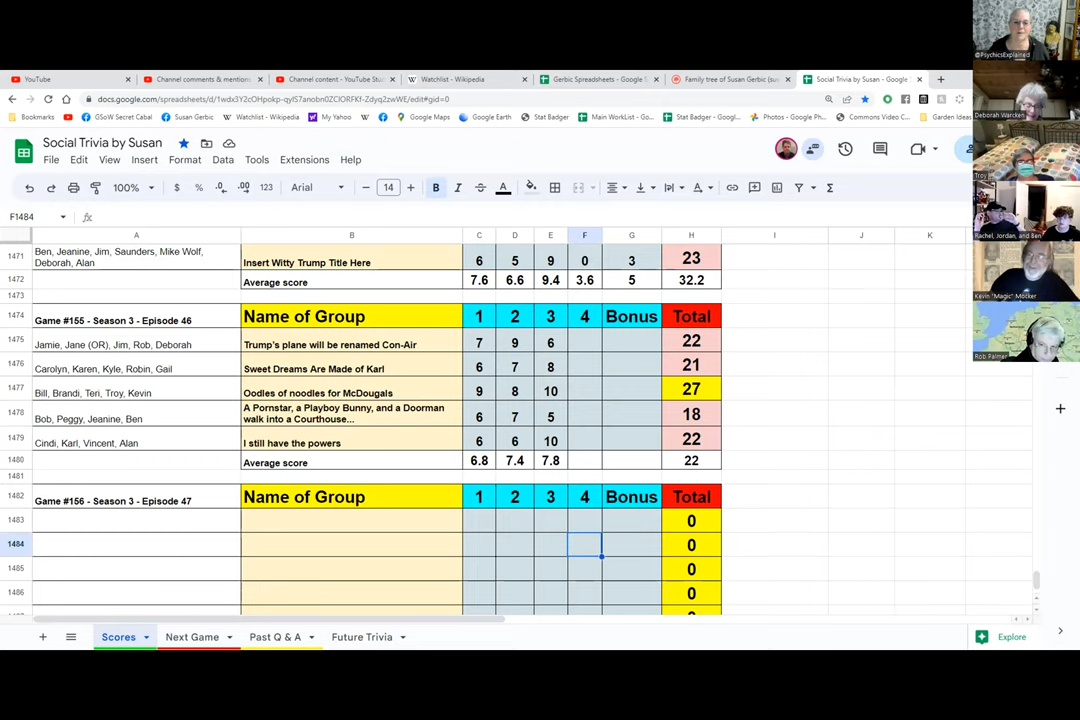 YouTube × Channel comments & mentions × Channel content - YouTube Stu × Watchlist - Wikipedia × Gerbic Spreadsheets - Google S × Family tree of Susan Gerbic (sus × Social Trivia by Susan - Google × +
docs.google.com/spreadsheets/d/1wdx3Y2cOHpokp-qyIS7anobn0ZCIORFKf-Zdyq2zwWE/edit#gid=0
Bookmarks GSoW Secret Cabal Susan Gerbic Watchlist - Wikipedia My Yahoo Google Maps Google Earth Stat Badger Main WorkList - Go... Stat Badger - Googl... Photos - Google Ph... Commons Video C... Garden Ideas
Social Trivia by Susan
File Edit View Insert Format Data Tools Extensions Help
100% $ % .0 .00 123 Arial − 14 + B I S A Σ
F1484 fx
A B C D E F G H I J K
1471 Ben, Jeanine, Jim, Saunders, Mike Wolf, Deborah, Alan Insert Witty Trump Title Here 6 5 9 0 3 23
1472 Average score 7.6 6.6 9.4 3.6 5 32.2
1473
1474 Game #155 - Season 3 - Episode 46 Name of Group 1 2 3 4 Bonus Total
1475 Jamie, Jane (OR), Jim, Rob, Deborah Trump's plane will be renamed Con-Air 7 9 6 22
1476 Carolyn, Karen, Kyle, Robin, Gail Sweet Dreams Are Made of Karl 6 7 8 21
1477 Bill, Brandi, Teri, Troy, Kevin Oodles of noodles for McDougals 9 8 10 27
1478 Bob, Peggy, Jeanine, Ben A Pornstar, a Playboy Bunny, and a Doorman walk into a Courthouse... 6 7 5 18
1479 Cindi, Karl, Vincent, Alan I still have the powers 6 6 10 22
1480 Average score 6.8 7.4 7.8 22
1481
1482 Game #156 - Season 3 - Episode 47 Name of Group 1 2 3 4 Bonus Total
1483 0
1484 0
1485 0
1486 0
+ Scores Next Game Past Q & A Future Trivia Explore
@PsychicsExplained
Deborah Warcken
Troy
Rachel, Jordan, and Ben
Kevin "Magic" Mocker
Rob Palmer